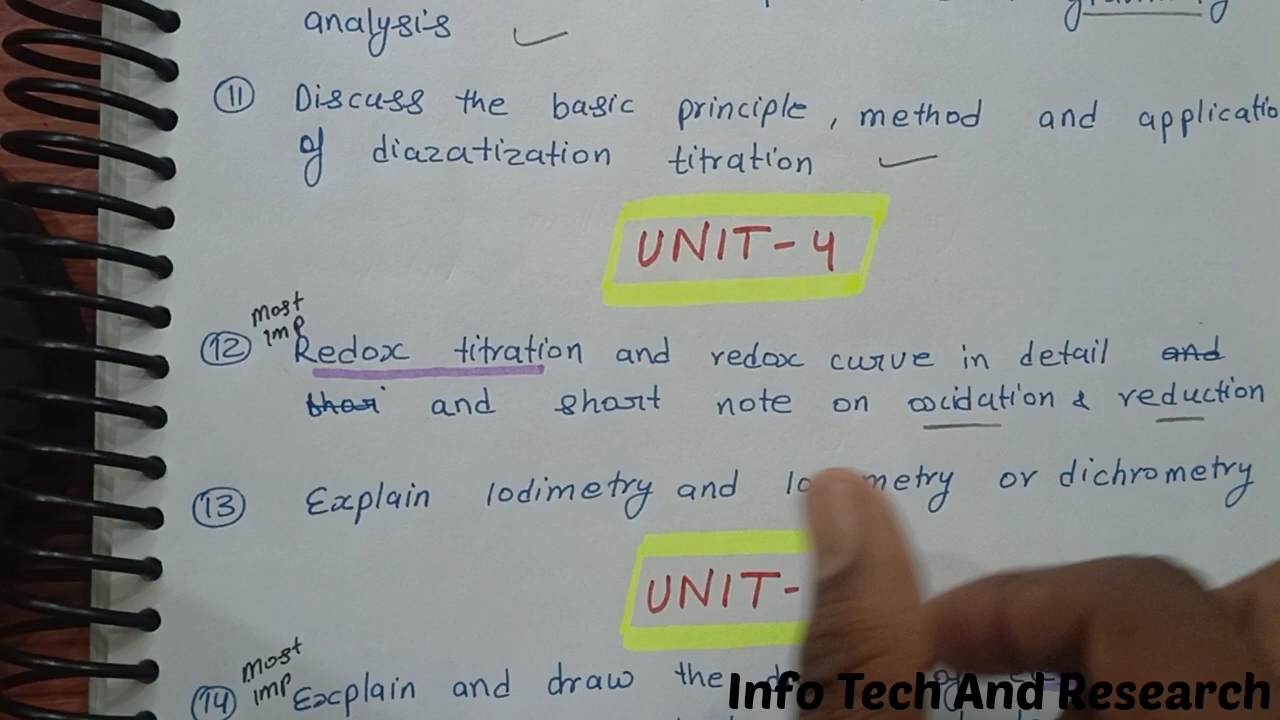 analysis
11 Discuss the basic principle, method and applicatio
of diazatization titration
UNIT-4
most
imp
12 Redox titration and redox curve in detail and
and short note on oxidation & reduction
13 Explain Iodimetry and or dichrometry
UNIT-
most
imp
14 Explain and draw the
Info Tech And Research